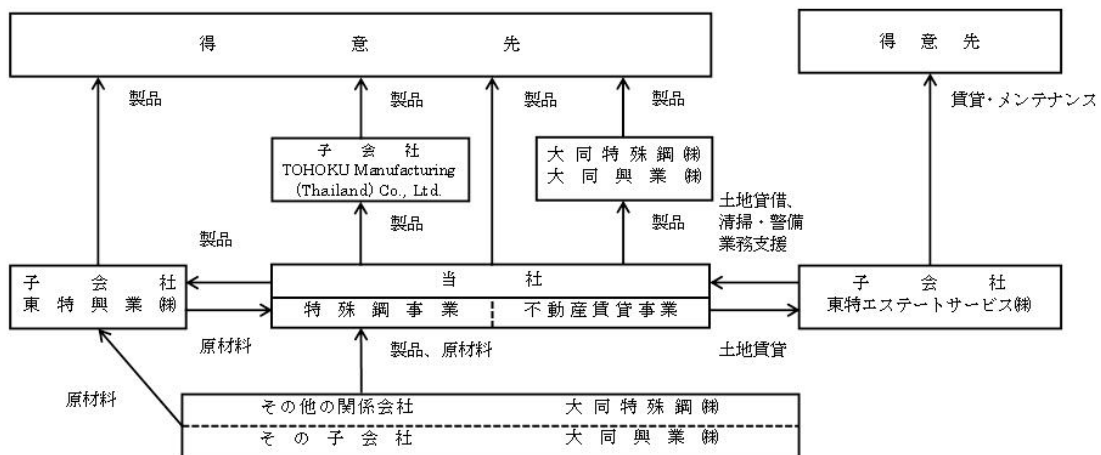 得意先
得意先
製品
製品
製品
製品
賃貸・メンテナンス
子会社
TOHOKU Manufacturing
(Thailand) Co., Ltd.
大同特殊鋼㈱
大同興業㈱
製品
製品
製品
土地貸借、
清掃・警備
業務支援
子会社
東特興業㈱
当社
特殊鋼事業
不動産賃貸事業
子会社
東特エステートサービス㈱
原材料
製品、原材料
土地賃貸
原材料
その他の関係会社 大同特殊鋼㈱
その子会社 大同興業㈱